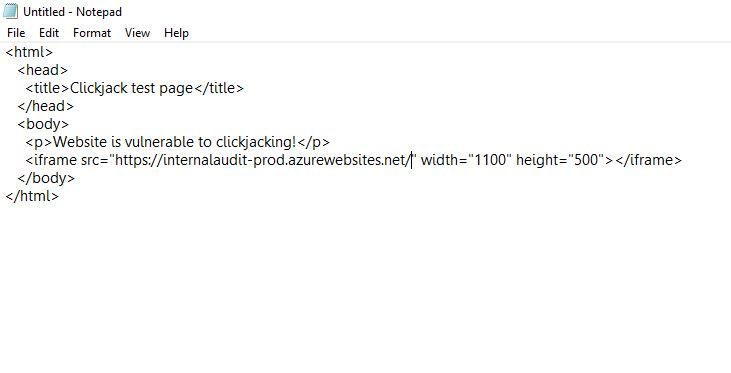 Untitled - Notepad
File Edit Format View Help
<html>
<head>
<title>Clickjack test page</title>
</head>
<body>
<p>Website is vulnerable to clickjacking!</p>
<iframe src="https://internalaudit-prod.azurewebsites.net/" width="1100" height="500"></iframe>
</body>
</html>